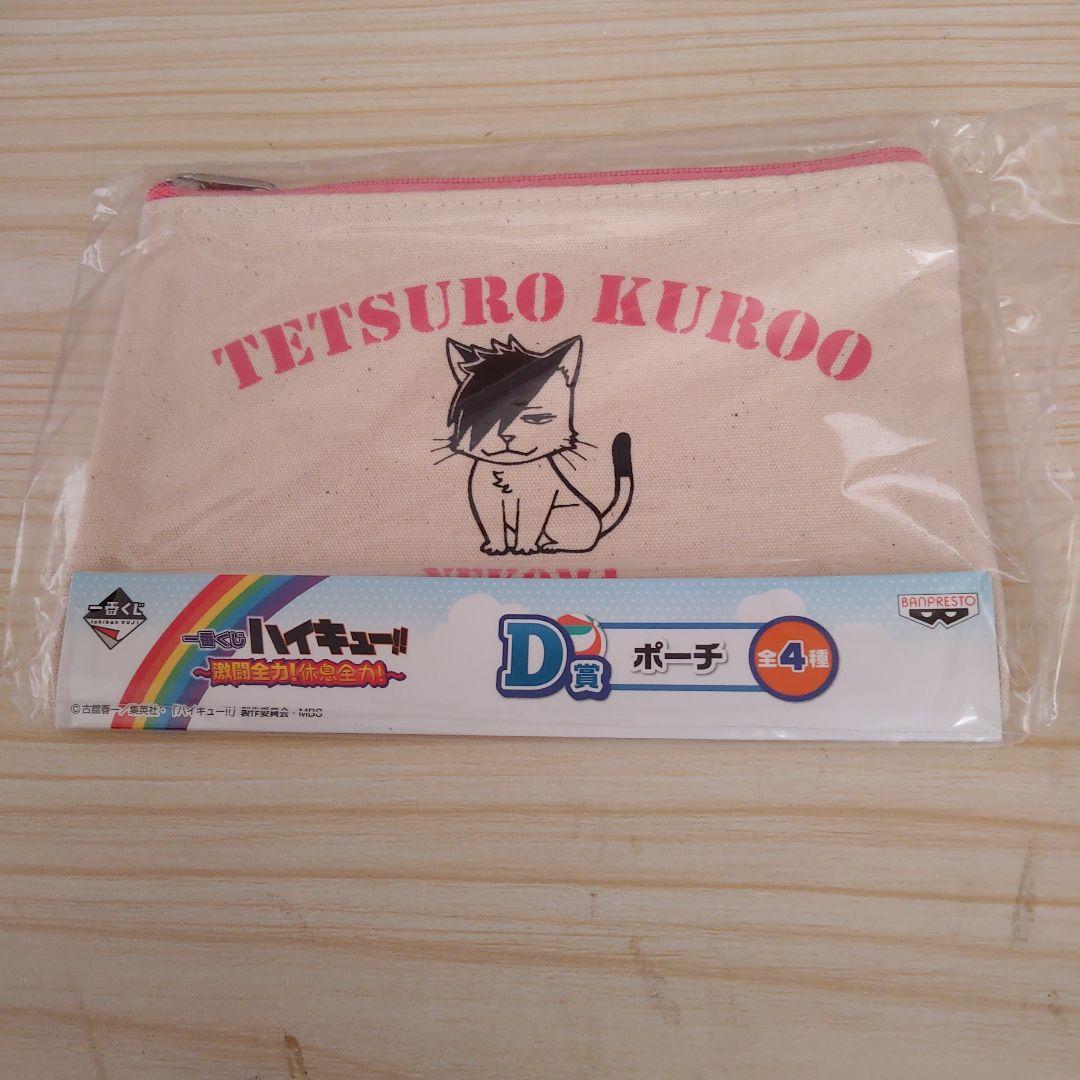 TETSURO KUROO
NEKOMA
一番くじ
Ichiban KUJI
一番くじ ハイキュー!!
～激闘全力!休息全力!～
D賞
ポーチ
全4種
BANPRESTO
©古舘春一/集英社・「ハイキュー!!」製作委員会・MBS